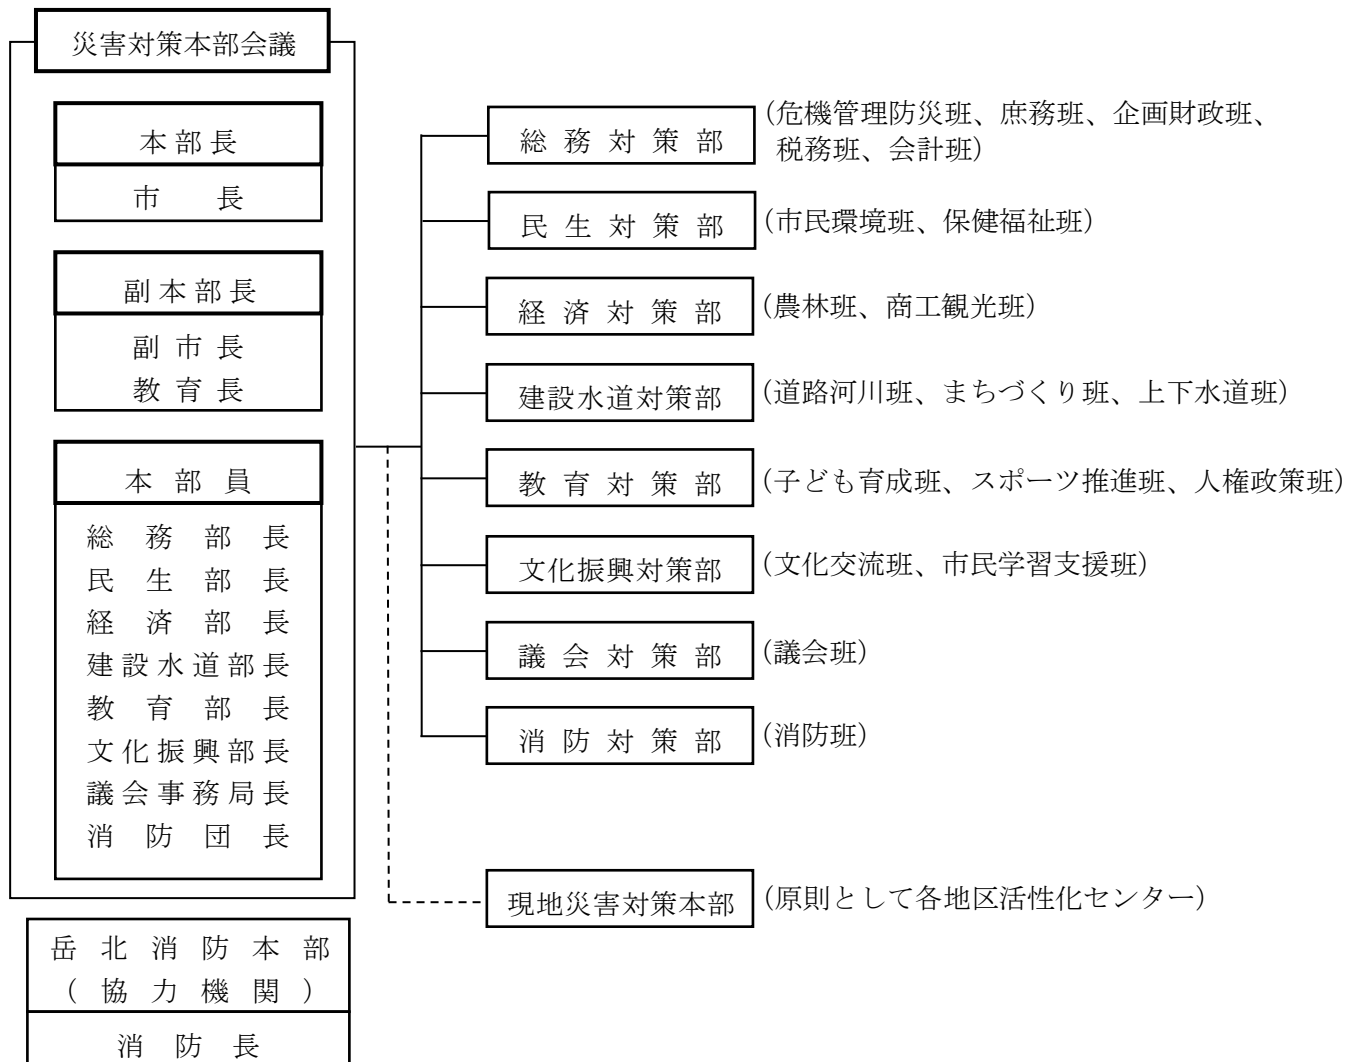 災害対策本部会議
本部長
市長
副本部長
副市長
教育長
本部員
総務部長
民生部長
経済部長
建設水道部長
教育部長
文化振興部長
議会事務局長
消防団長
岳北消防本部
(協力機関)
消防長
総務対策部
(危機管理防災班、庶務班、企画財政班、
税務班、会計班)
民生対策部
(市民環境班、保健福祉班)
経済対策部
(農林班、商工観光班)
建設水道対策部
(道路河川班、まちづくり班、上下水道班)
教育対策部
(子ども育成班、スポーツ推進班、人権政策班)
文化振興対策部
(文化交流班、市民学習支援班)
議会対策部
(議会班)
消防対策部
(消防班)
現地災害対策本部
(原則として各地区活性化センター)